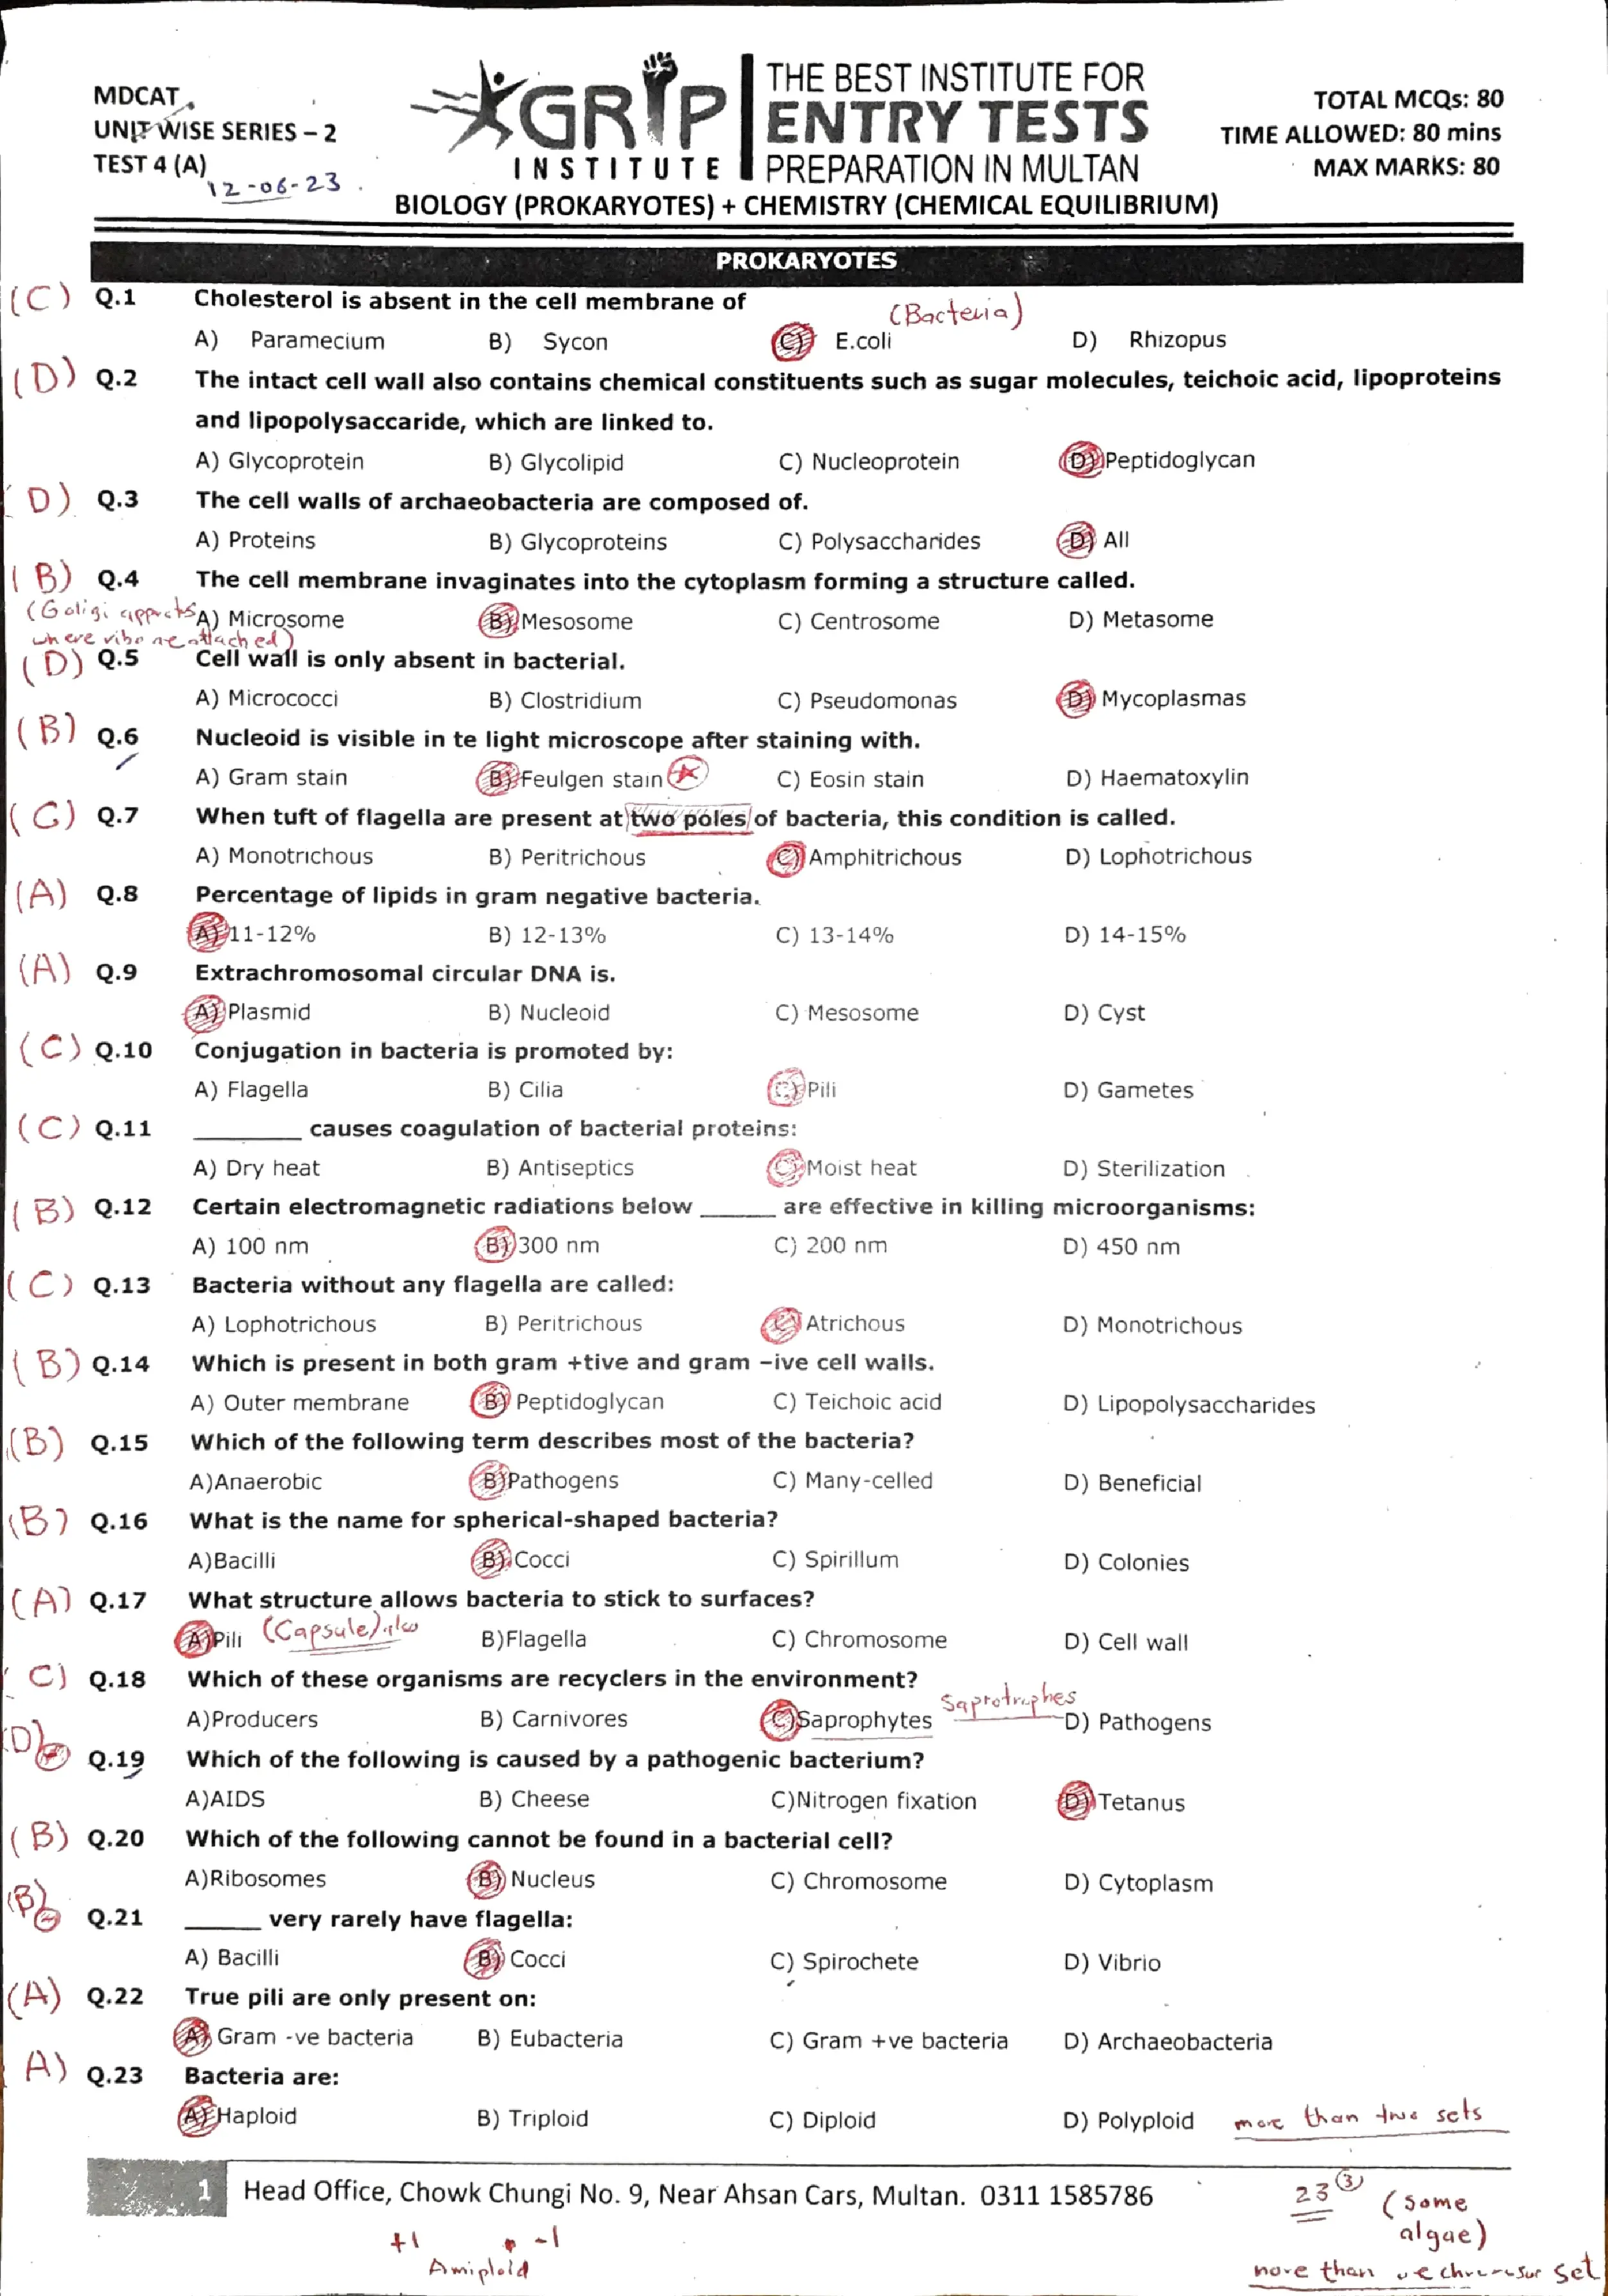 MDCAT
UNIT WISE SERIES – 2
TEST 4 (A)
12-06-23
GRIP
INSTITUTE
THE BEST INSTITUTE FOR
ENTRY TESTS
PREPARATION IN MULTAN
TOTAL MCQs: 80
TIME ALLOWED: 80 mins
MAX MARKS: 80
BIOLOGY (PROKARYOTES) + CHEMISTRY (CHEMICAL EQUILIBRIUM)
PROKARYOTES
(C) Q.1 Cholesterol is absent in the cell membrane of
(Bacteria)
A) Paramecium B) Sycon C) E.coli D) Rhizopus
(D) Q.2 The intact cell wall also contains chemical constituents such as sugar molecules, teichoic acid, lipoproteins
and lipopolysaccaride, which are linked to.
A) Glycoprotein B) Glycolipid C) Nucleoprotein D) Peptidoglycan
D) Q.3 The cell walls of archaeobacteria are composed of.
A) Proteins B) Glycoproteins C) Polysaccharides D) All
(B) Q.4 The cell membrane invaginates into the cytoplasm forming a structure called.
(Goligi
A) Microsome B) Mesosome C) Centrosome D) Metasome
where ribo are attached)
(D) Q.5 Cell wall is only absent in bacterial.
A) Micrococci B) Clostridium C) Pseudomonas D) Mycoplasmas
(B) Q.6 Nucleoid is visible in te light microscope after staining with.
A) Gram stain B) Feulgen stain C) Eosin stain D) Haematoxylin
(C) Q.7 When tuft of flagella are present at two poles of bacteria, this condition is called.
A) Monotrichous B) Peritrichous C) Amphitrichous D) Lophotrichous
(A) Q.8 Percentage of lipids in gram negative bacteria.
A) 11-12% B) 12-13% C) 13-14% D) 14-15%
(A) Q.9 Extrachromosomal circular DNA is.
A) Plasmid B) Nucleoid C) Mesosome D) Cyst
(C) Q.10 Conjugation in bacteria is promoted by:
A) Flagella B) Cilia C) Pili D) Gametes
(C) Q.11 ________ causes coagulation of bacterial proteins:
A) Dry heat B) Antiseptics C) Moist heat D) Sterilization
(B) Q.12 Certain electromagnetic radiations below ______ are effective in killing microorganisms:
A) 100 nm B) 300 nm C) 200 nm D) 450 nm
(C) Q.13 Bacteria without any flagella are called:
A) Lophotrichous B) Peritrichous C) Atrichous D) Monotrichous
(B) Q.14 Which is present in both gram +tive and gram –ive cell walls.
A) Outer membrane B) Peptidoglycan C) Teichoic acid D) Lipopolysaccharides
(B) Q.15 Which of the following term describes most of the bacteria?
A)Anaerobic B)Pathogens C) Many-celled D) Beneficial
(B) Q.16 What is the name for spherical-shaped bacteria?
A)Bacilli B) Cocci C) Spirillum D) Colonies
(A) Q.17 What structure allows bacteria to stick to surfaces?
A)Pili (Capsule) also B)Flagella C) Chromosome D) Cell wall
C) Q.18 Which of these organisms are recyclers in the environment?
Saprotrophes
A)Producers B) Carnivores C)Saprophytes D) Pathogens
D) Q.19 Which of the following is caused by a pathogenic bacterium?
A)AIDS B) Cheese C)Nitrogen fixation D) Tetanus
(B) Q.20 Which of the following cannot be found in a bacterial cell?
A)Ribosomes B) Nucleus C) Chromosome D) Cytoplasm
(B) Q.21 ______ very rarely have flagella:
A) Bacilli B) Cocci C) Spirochete D) Vibrio
(A) Q.22 True pili are only present on:
A) Gram -ve bacteria B) Eubacteria C) Gram +ve bacteria D) Archaeobacteria
A) Q.23 Bacteria are:
A) Haploid B) Triploid C) Diploid D) Polyploid more than two sets
1 Head Office, Chowk Chungi No. 9, Near Ahsan Cars, Multan. 0311 1585786
23 (3) (Some
algae)
+1 -1
Amiploid
more than set